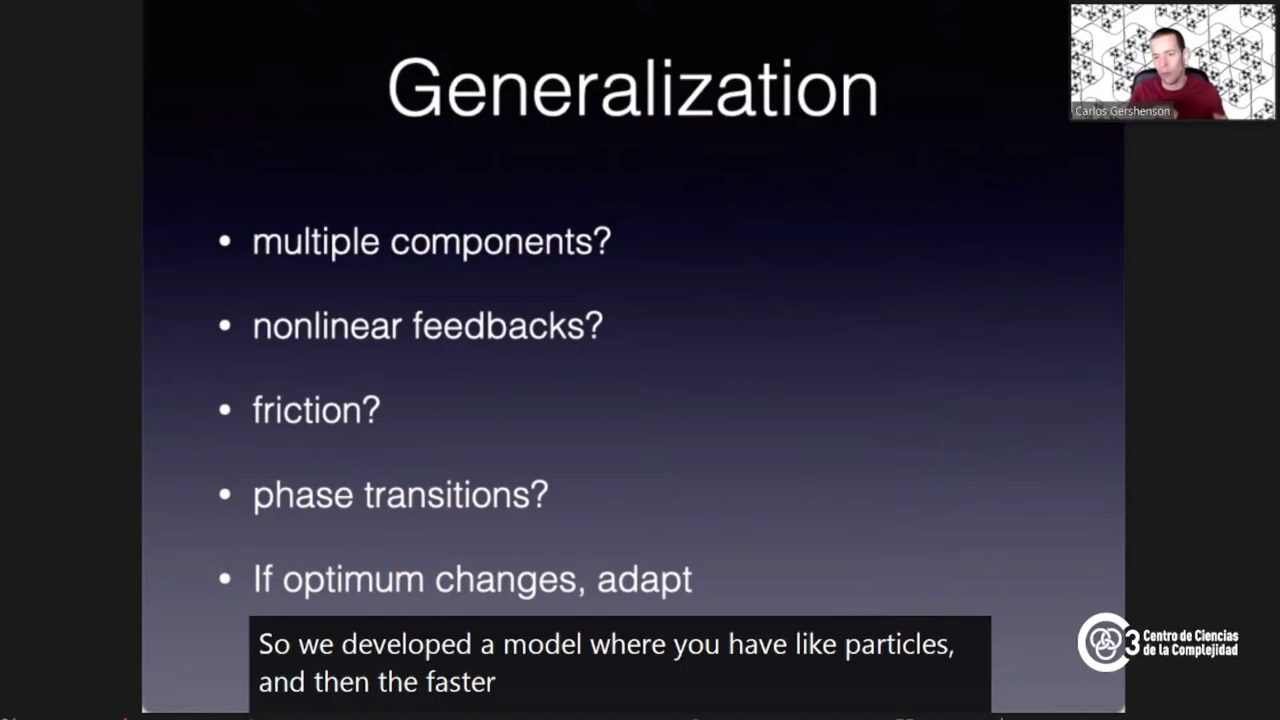 Generalization
Carlos Gershenson
• multiple components?
• nonlinear feedbacks?
• friction?
• phase transitions?
• If optimum changes, adapt
So we developed a model where you have like particles,
and then the faster
C3 Centro de Ciencias
de la Complejidad